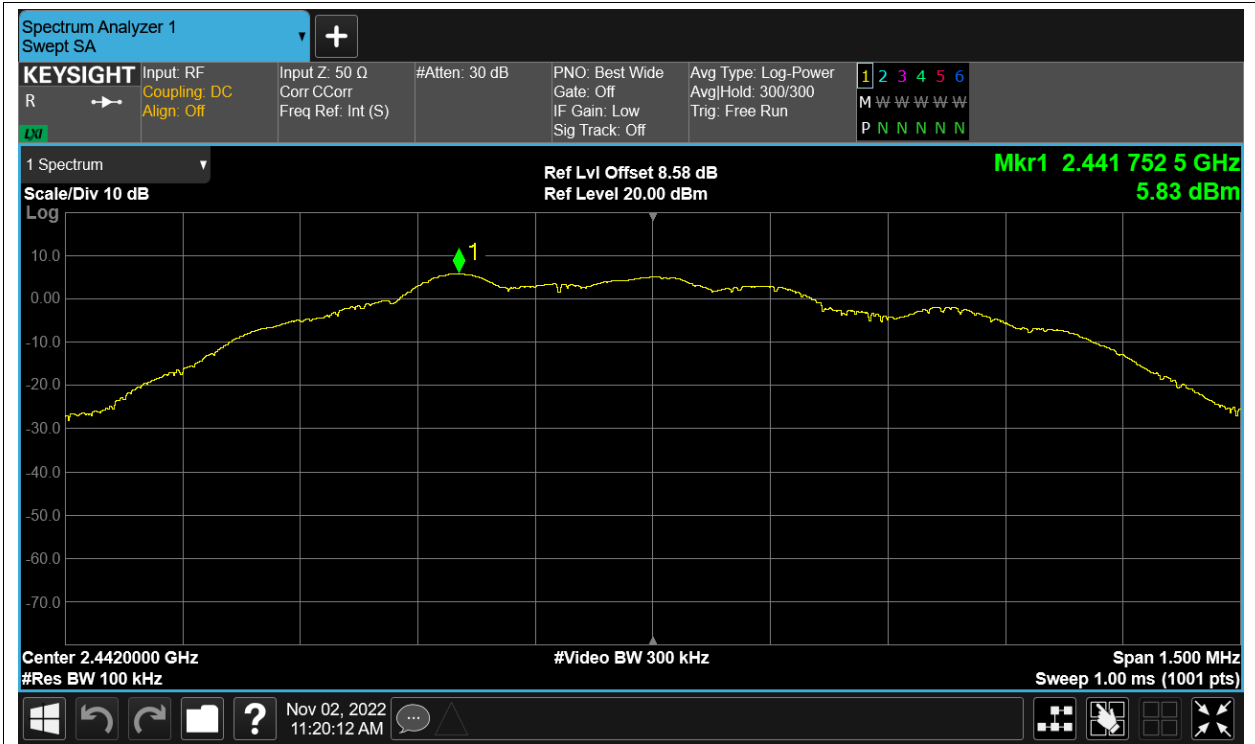 Spectrum Analyzer 1
Swept SA
KEYSIGHT
R
LXI
Input: RF
Coupling: DC
Align: Off
Input Z: 50 Ω
Corr CCorr
Freq Ref: Int (S)
#Atten: 30 dB
PNO: Best Wide
Gate: Off
IF Gain: Low
Sig Track: Off
Avg Type: Log-Power
Avg|Hold: 300/300
Trig: Free Run
1 2 3 4 5 6
M W W W W W
P N N N N N
1 Spectrum
Scale/Div 10 dB
Log
Ref Lvl Offset 8.58 dB
Ref Level 20.00 dBm
Mkr1 2.441 752 5 GHz
5.83 dBm
1
10.0
0.00
-10.0
-20.0
-30.0
-40.0
-50.0
-60.0
-70.0
Center 2.4420000 GHz
#Video BW 300 kHz
Span 1.500 MHz
#Res BW 100 kHz
Sweep 1.00 ms (1001 pts)
?
Nov 02, 2022
11:20:12 AM